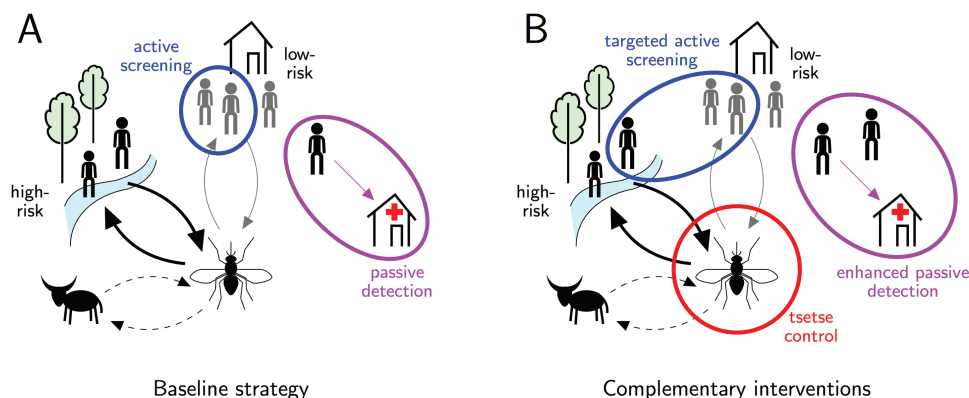 A
active
screening
low-
risk
high-
risk
passive
detection
Baseline strategy
B
targeted active
screening
low-
risk
high-
risk
enhanced passive
detection
tsetse
control
Complementary interventions